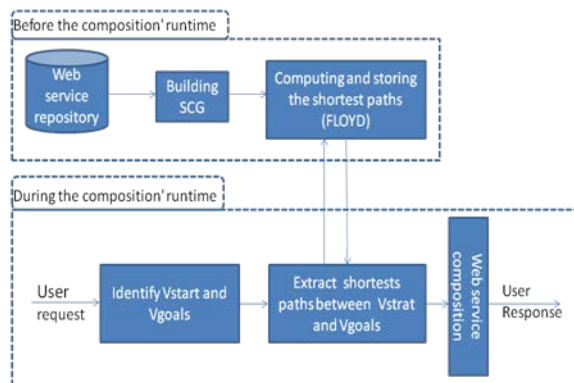 Before the composition' runtime
Web
service
repository
Building
SCG
Computing and storing
the shortest paths
(FLOYD)
During the composition' runtime
User
request
Identify Vstart and
Vgoals
Extract shortests
paths between Vstrat
and Vgoals
Web service
composition
User
Response